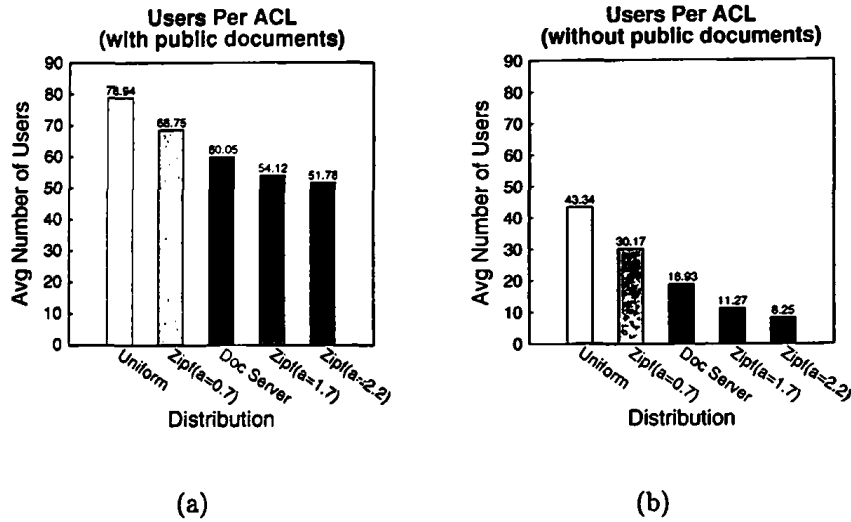 Users Per ACL
(with public documents)
Avg Number of Users
90
80
70
60
50
40
30
20
10
0
78.94
68.75
60.05
54.12
51.78
Uniform
Zipf(a=0.7)
Doc Server
Zipf(a=1.7)
Zipf(a=2.2)
Distribution
(a)
Users Per ACL
(without public documents)
Avg Number of Users
90
80
70
60
50
40
30
20
10
0
43.34
30.17
11.27
8.25
Uniform
Zipf(a=0.7)
Doc Server
Zipf(a=1.7)
Zipf(a=2.2)
Distribution
(b)